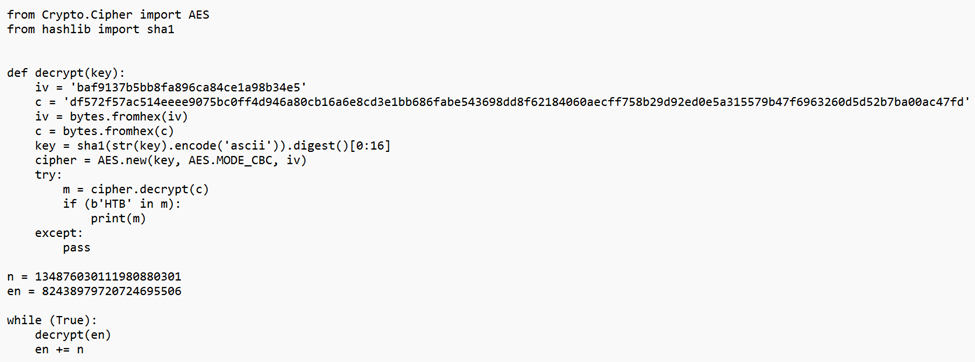 from Crypto.Cipher import AES
from hashlib import sha1
def decrypt(key):
    iv = 'baf9137b5bb8fa896ca84ce1a98b34e5'
    c = 'df572f57ac514eeee9075bc0ff4d946a80cb16a6e8cd3e1bb686fabe543698dd8f62184060aecff758b29d92ed0e5a315579b47f6963260d5d52b7ba00ac47fd'
    iv = bytes.fromhex(iv)
    c = bytes.fromhex(c)
    key = sha1(str(key).encode('ascii')).digest()[0:16]
    cipher = AES.new(key, AES.MODE_CBC, iv)
    try:
        m = cipher.decrypt(c)
        if (b'HTB' in m):
            print(m)
    except:
        pass
n = 134876030111980880301
en = 82438979720724695506
while (True):
    decrypt(en)
    en += n